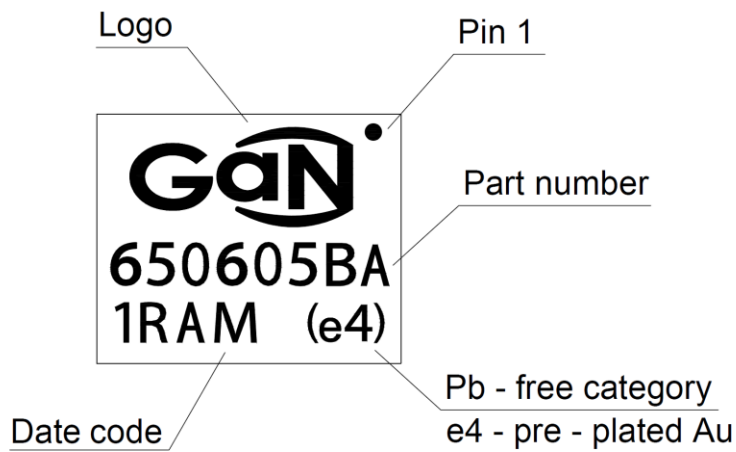 Logo
Pin 1
GaN
Part number
650605BA
1RAM (e4)
Pb - free category
e4 - pre - plated Au
Date code